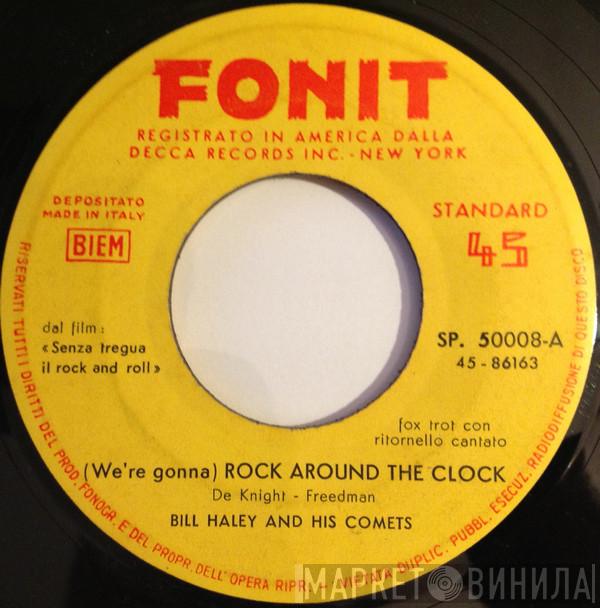 FONIT
REGISTRATO IN AMERICA DALLA
DECCA RECORDS INC. - NEW YORK
DEPOSITATO
MADE IN ITALY
BIEM
STANDARD
45
dal film:
«Senza tregua
il rock and roll»
SP. 50008-A
45 - 86163
fox trot con
ritornello cantato
(We're gonna) ROCK AROUND THE CLOCK
De Knight - Freedman
BILL HALEY AND HIS COMETS
RISERVATI TUTTI I DIRITTI DEL PROD. FONOGR. E DEL PROPR. DELL'OPERA RIPR. - VIETATA DUPLIC. PUBBL. ESECUZ. RADIODIFFUSIONE DI QUESTO DISCO
МАРКЕТ ВИНИЛА